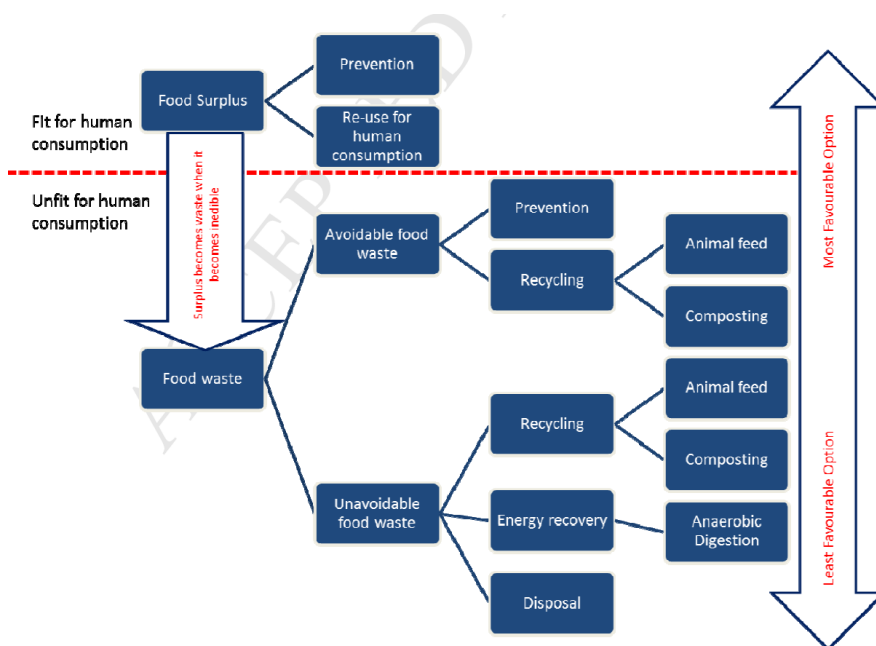 Prevention
Food Surplus
Re-use for
human
consumption
Fit for human
consumption
Unfit for human
consumption
Surplus becomes waste when it
becomes inedible
Prevention
Avoidable food
waste
Recycling
Animal feed
Composting
Food waste
Recycling
Animal feed
Composting
Unavoidable
food waste
Energy recovery
Anaerobic
Digestion
Disposal
Most Favourable Option
Least Favourable Option